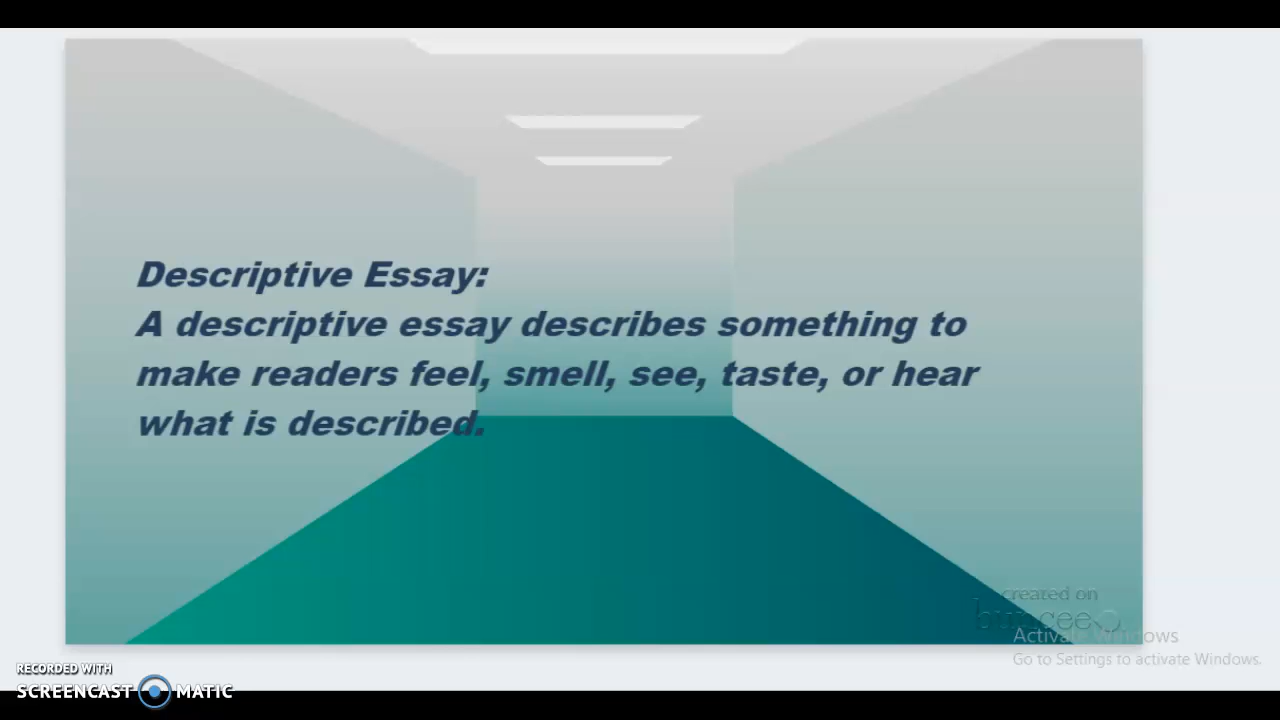 Descriptive Essay:
A descriptive essay describes something to
make readers feel, smell, see, taste, or hear
what is described.
created on
buncee
Activate Windows
Go to Settings to activate Windows.
RECORDED WITH
SCREENCAST MATIC